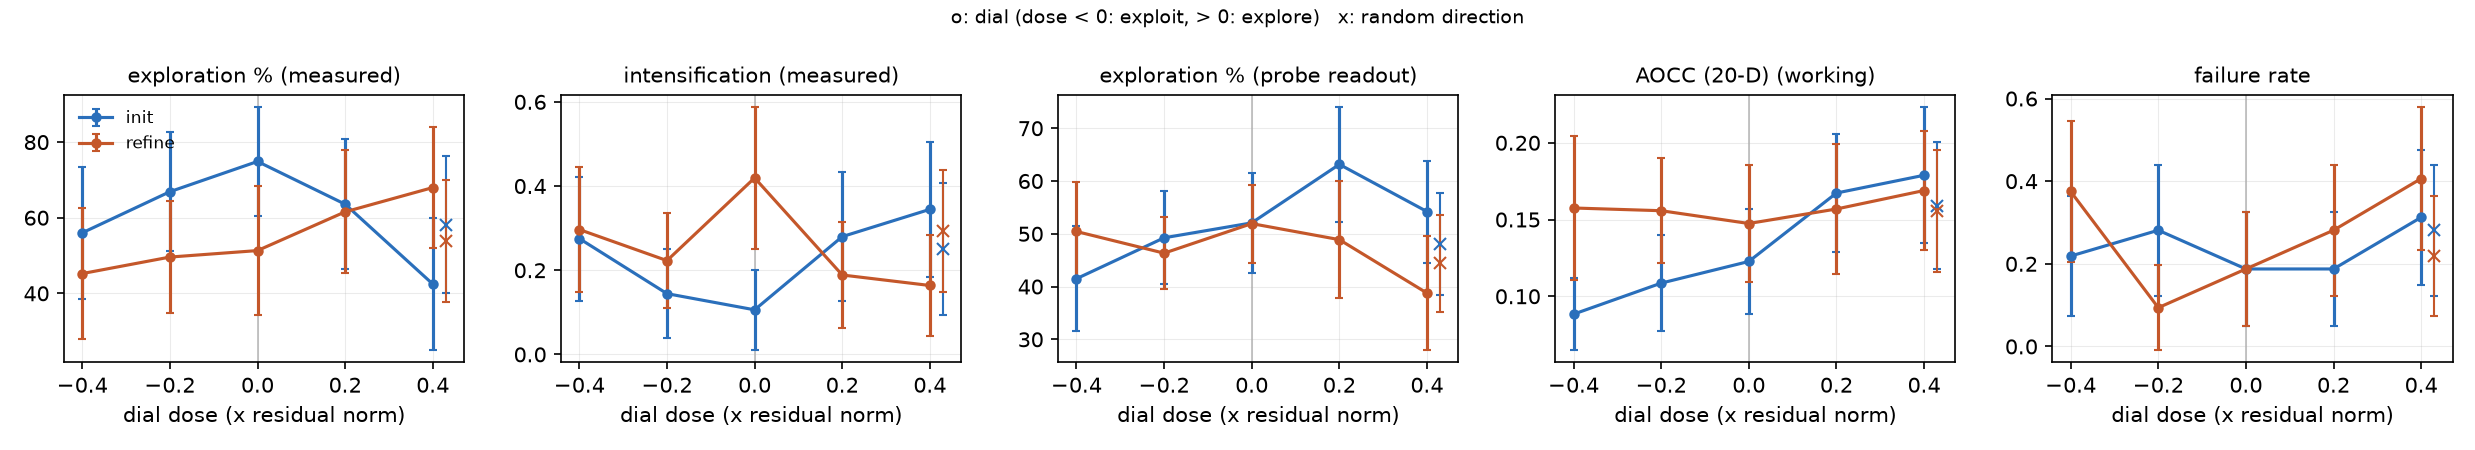 o: dial (dose < 0: exploit, > 0: explore)   x: random direction
exploration % (measured)
init
refine
80
60
40
−0.4 −0.2 0.0 0.2 0.4
dial dose (x residual norm)
intensification (measured)
0.6
0.4
0.2
0.0
−0.4 −0.2 0.0 0.2 0.4
dial dose (x residual norm)
exploration % (probe readout)
70
60
50
40
30
−0.4 −0.2 0.0 0.2 0.4
dial dose (x residual norm)
AOCC (20-D) (working)
0.20
0.15
0.10
−0.4 −0.2 0.0 0.2 0.4
dial dose (x residual norm)
failure rate
0.6
0.4
0.2
0.0
−0.4 −0.2 0.0 0.2 0.4
dial dose (x residual norm)